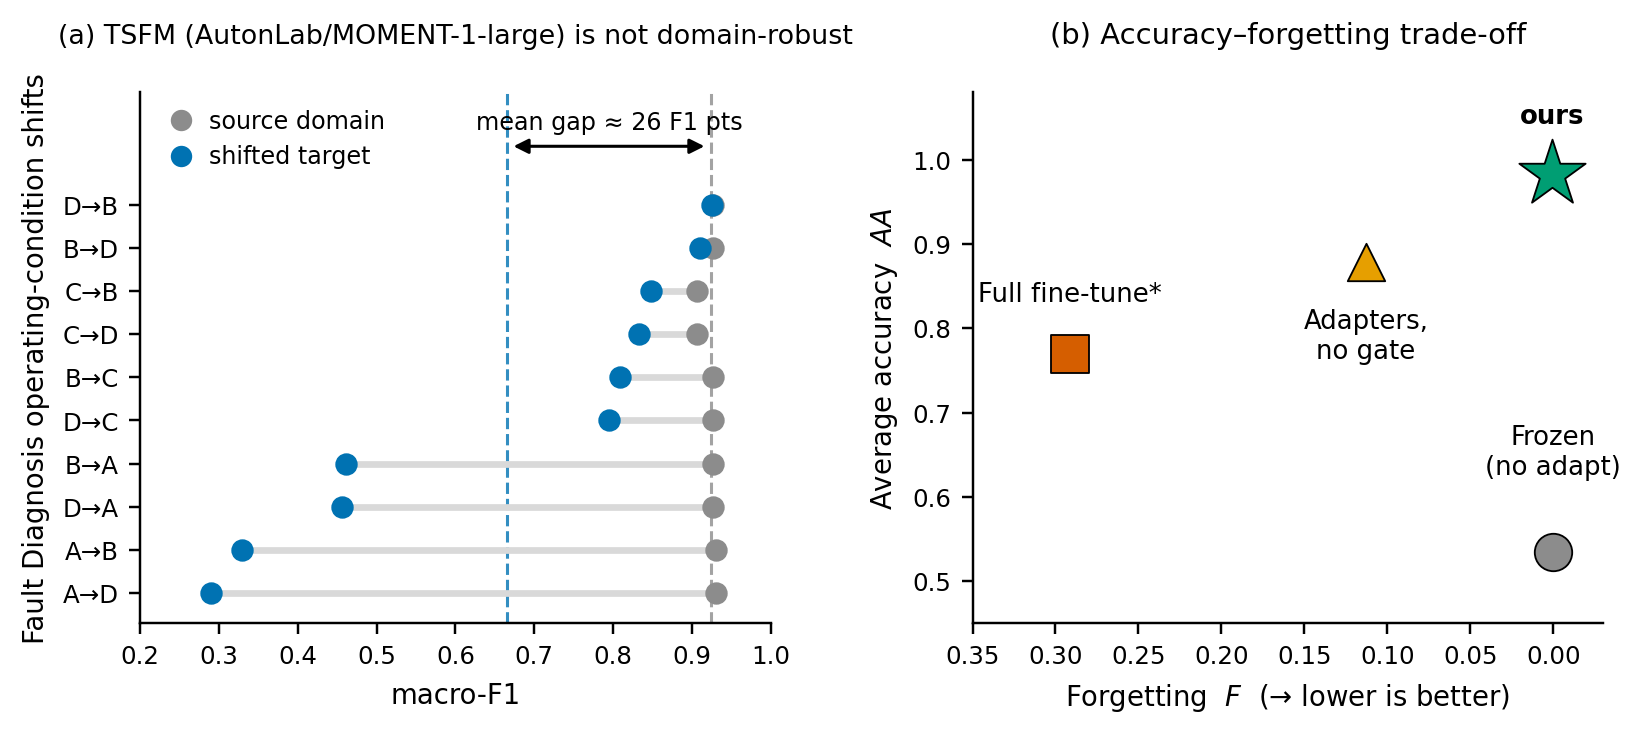 (a) TSFM (AutonLab/MOMENT-1-large) is not domain-robust
Fault Diagnosis operating-condition shifts
source domain
shifted target
mean gap ≈ 26 F1 pts
D→B
B→D
C→B
C→D
B→C
D→C
B→A
D→A
A→B
A→D
0.2 0.3 0.4 0.5 0.6 0.7 0.8 0.9 1.0
macro-F1
(b) Accuracy–forgetting trade-off
Average accuracy AA
1.0
0.9
0.8
0.7
0.6
0.5
ours
Full fine-tune*
Adapters,
no gate
Frozen
(no adapt)
0.35 0.30 0.25 0.20 0.15 0.10 0.05 0.00
Forgetting F (→ lower is better)